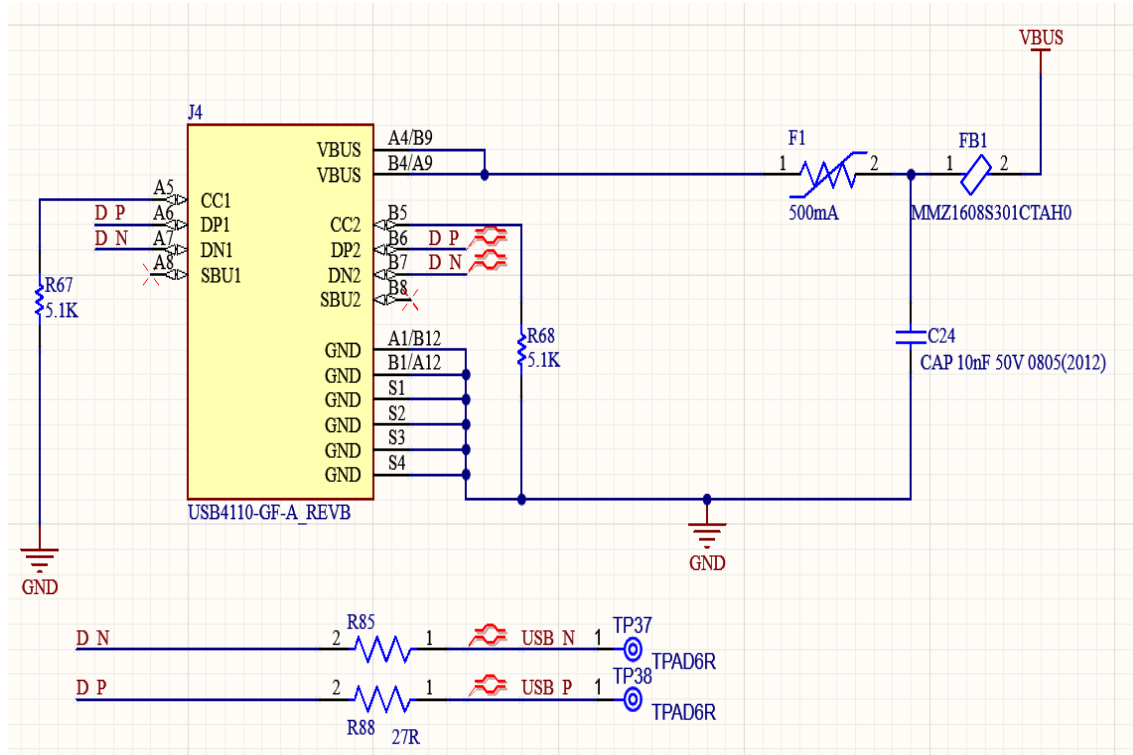 VBUS
J4
F1
FB1
VBUS
A4/B9
VBUS
B4/A9
1
2
1
2
500mA
MMZ1608S301CTAH0
A5
CC1
D P
A6
DP1
D N
A7
DN1
A8
SBU1
CC2
B5
DP2
B6
D P
DN2
B7
D N
SBU2
B8
R67
5.1K
R68
5.1K
C24
CAP 10nF 50V 0805(2012)
GND
A1/B12
GND
B1/A12
GND
S1
GND
S2
GND
S3
GND
S4
USB4110-GF-A_REVB
GND
GND
D N
R85
2
1
USB N
1
TP37
TPAD6R
D P
2
1
USB P
1
TP38
TPAD6R
R88
27R